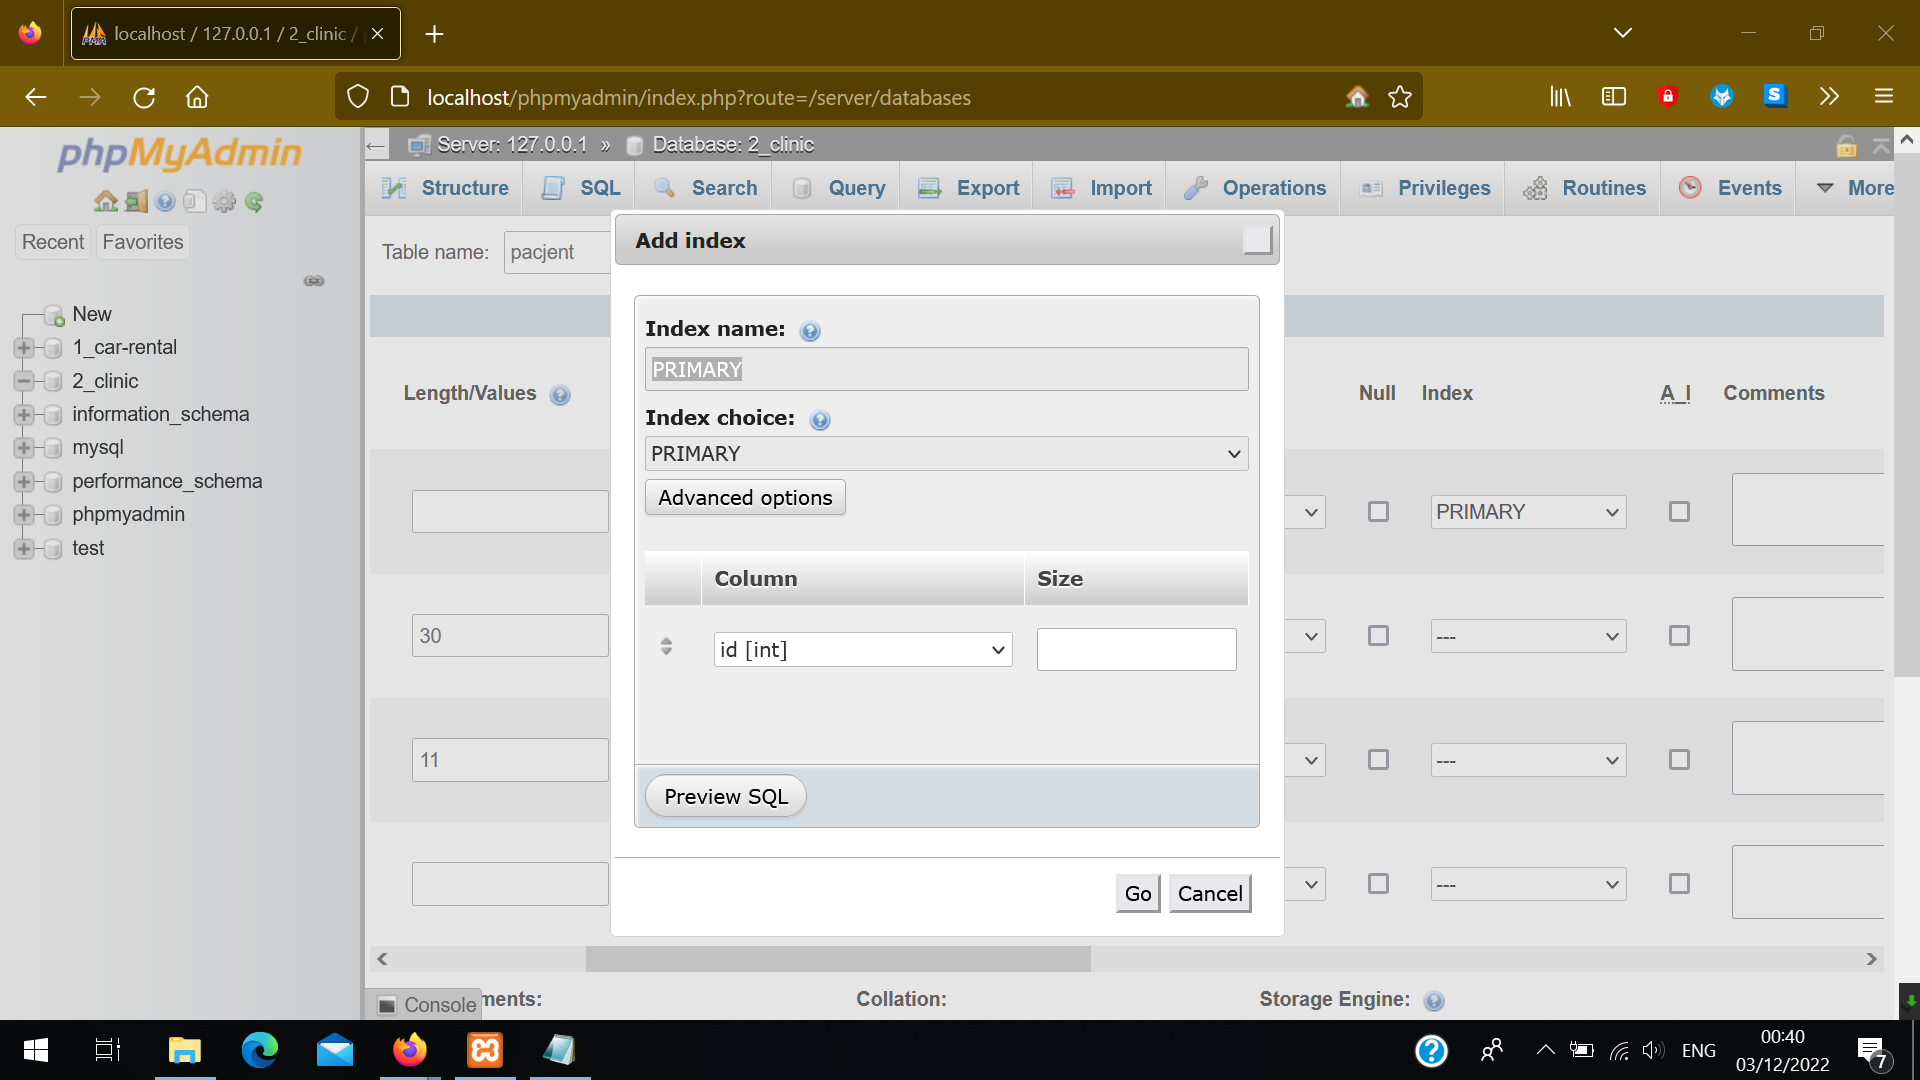 localhost / 127.0.0.1 / 2_clinic /
localhost/phpmyadmin/index.php?route=/server/databases
phpMyAdmin
Recent
Favorites
New
1_car-rental
2_clinic
information_schema
mysql
performance_schema
phpmyadmin
test
Server: 127.0.0.1 » Database: 2_clinic
Structure SQL Search Query Export Import Operations Privileges Routines Events More
Table name: pacjent
Add index
Index name:
PRIMARY
Index choice:
PRIMARY
Advanced options
Column Size
id [int]
Preview SQL
Go Cancel
Length/Values
Null Index A_I Comments
PRIMARY
30
---
11
---
---
Console
ments: Collation: Storage Engine:
ENG
00:40
03/12/2022
7